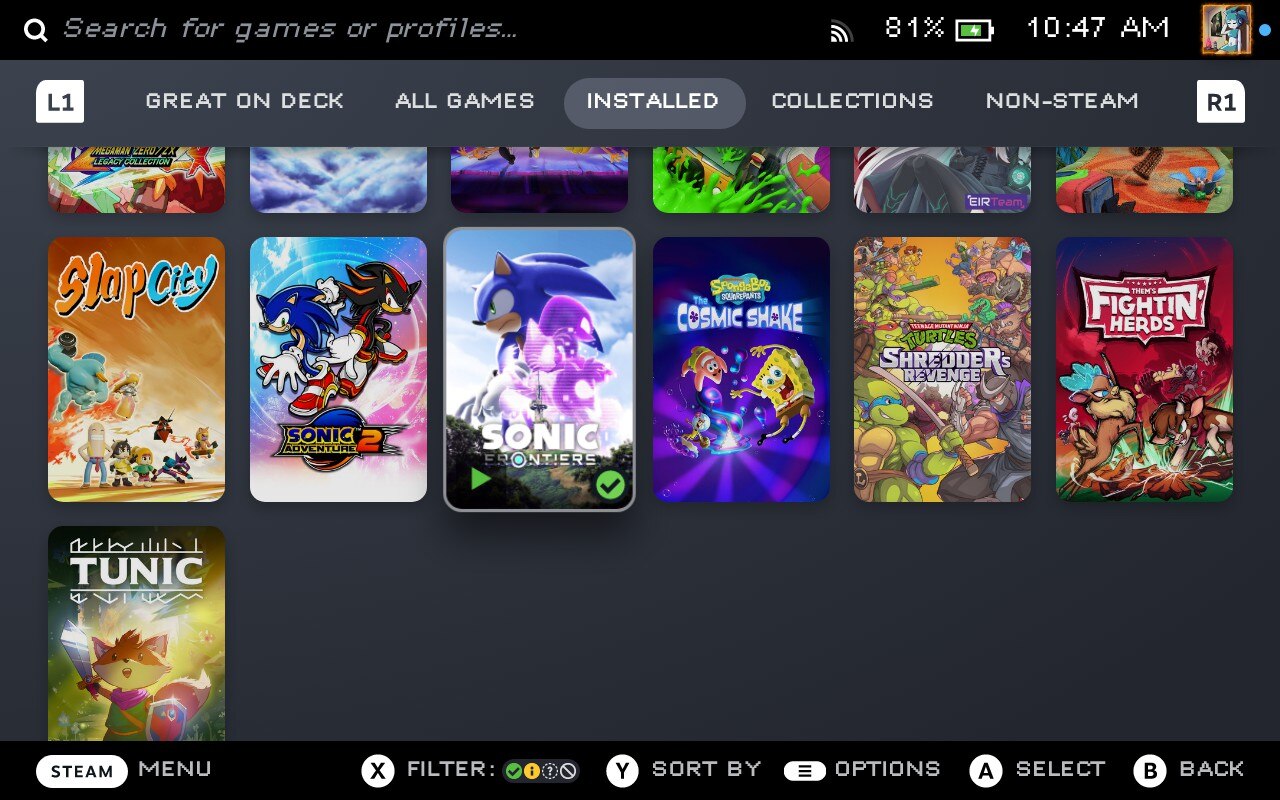 Search for games or profiles...
81%
10:47 AM
L1
GREAT ON DECK
ALL GAMES
INSTALLED
COLLECTIONS
NON-STEAM
R1
MEGAMAN ZERO/ZX
LEGACY COLLECTION
EIRTeam
Slap City
SONIC
ADVENTURE 2
SONIC
FRONTIERS
SpongeBob
SQUAREPANTS
The
COSMIC SHAKE
TEENAGE MUTANT NINJA
TURTLES
SHREDDER'S
REVENGE
THEM'S
FIGHTIN'
HERDS
TUNIC
STEAM MENU
X FILTER:
Y SORT BY
OPTIONS
A SELECT
B BACK